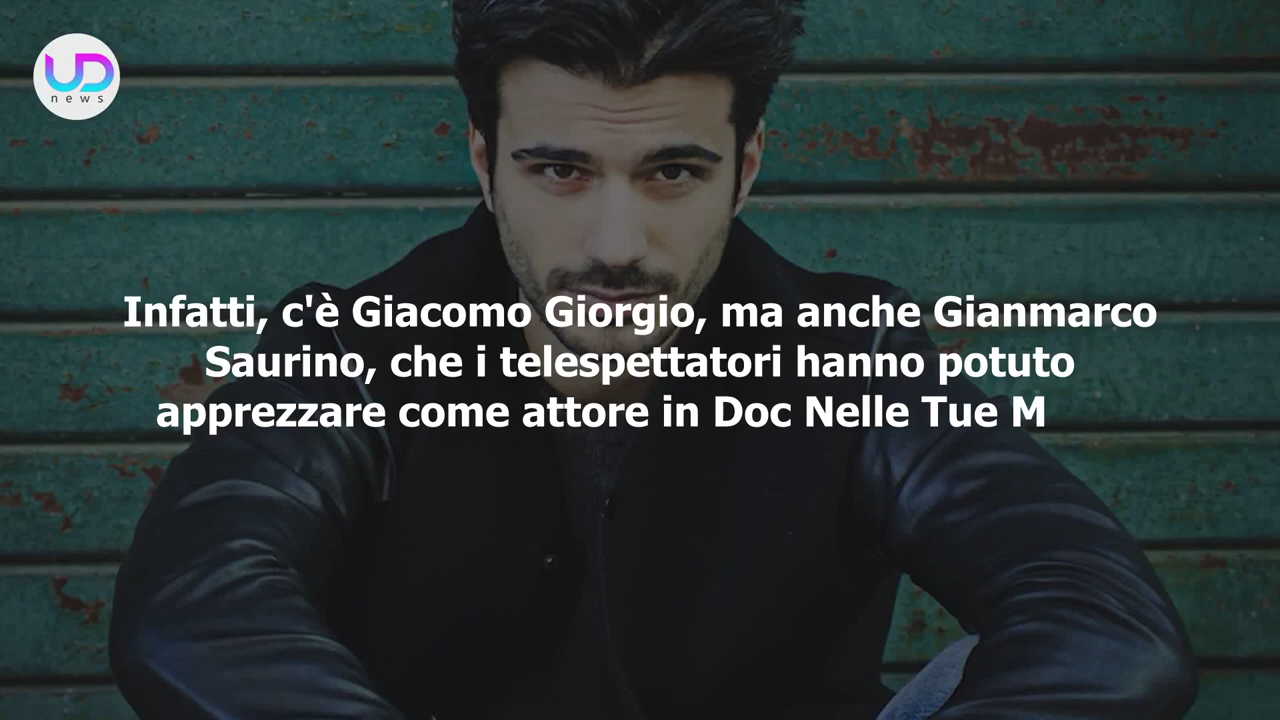 UD
news
Infatti, c'è Giacomo Giorgio, ma anche Gianmarco
Saurino, che i telespettatori hanno potuto
apprezzare come attore in Doc Nelle Tue M